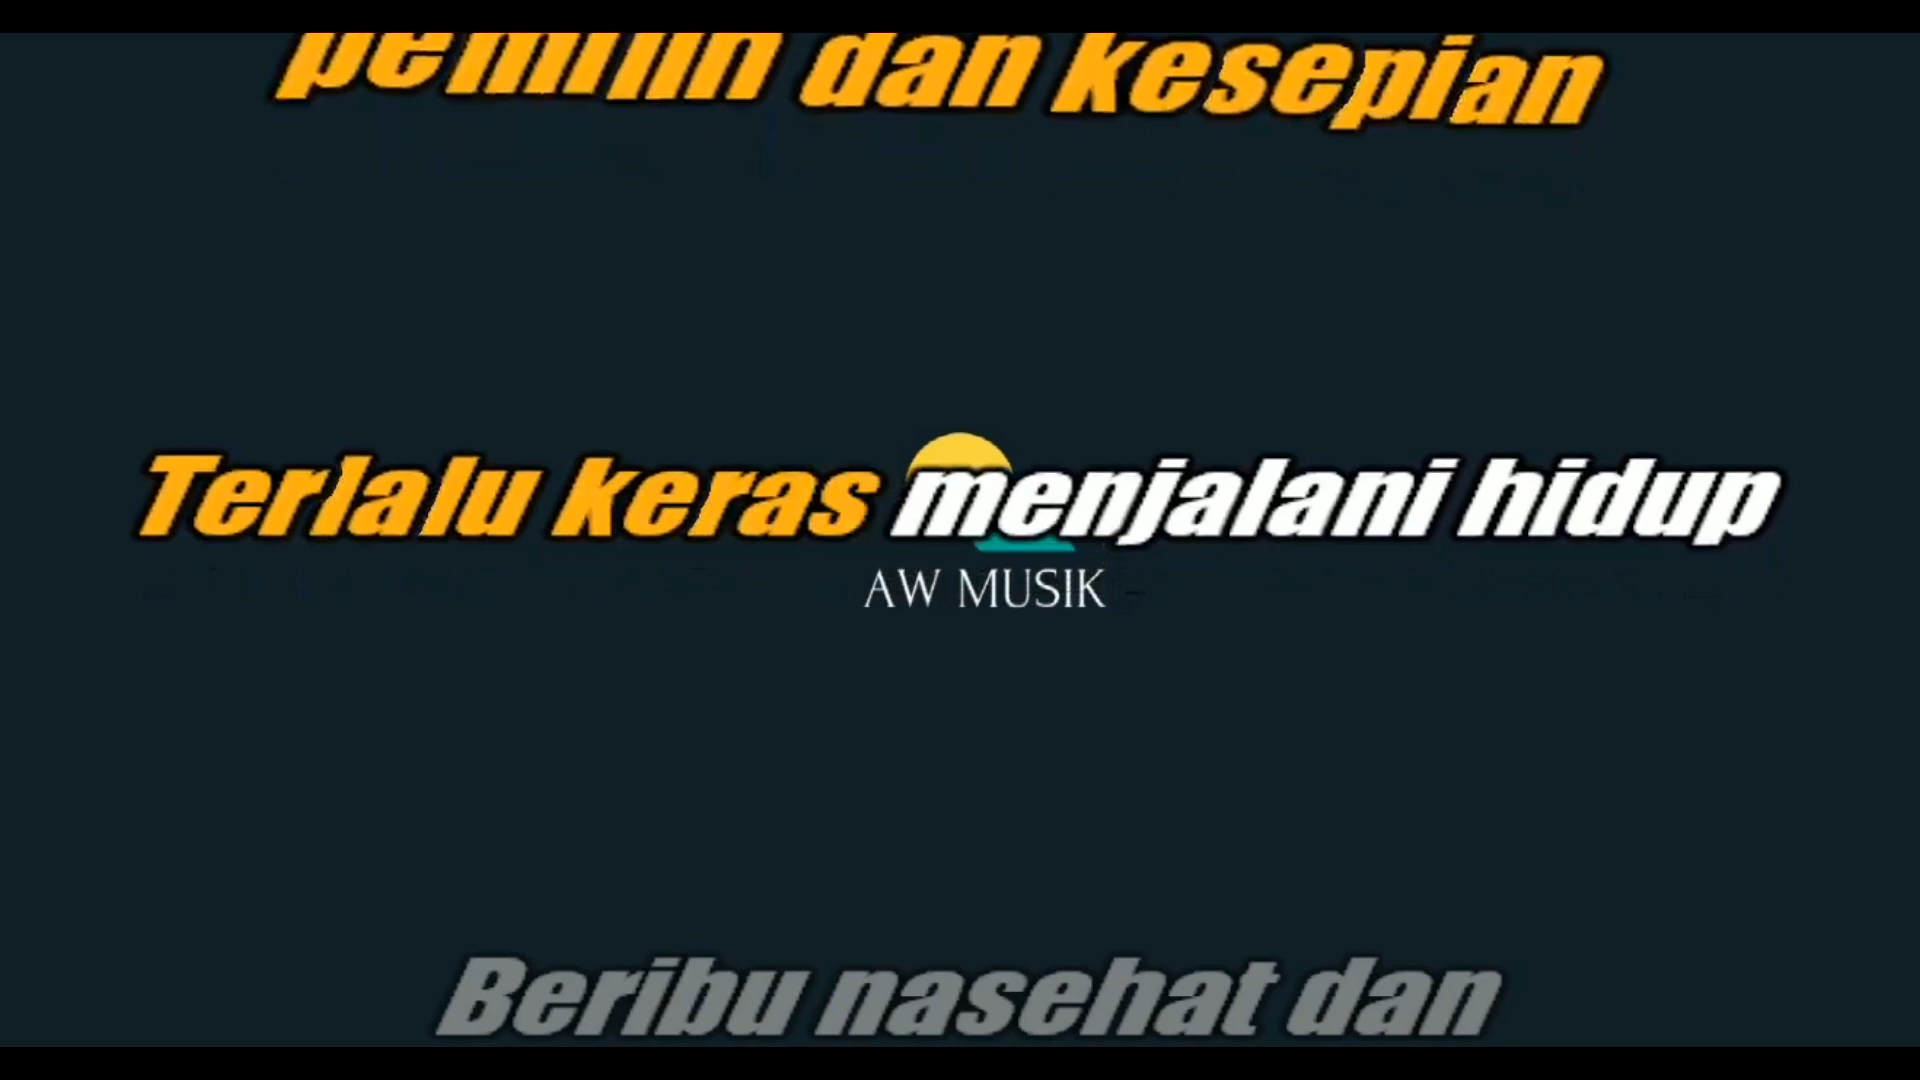 dan kesepian
Terlalu keras menjalani hidup
AW MUSIK
Beribu nasehat dan